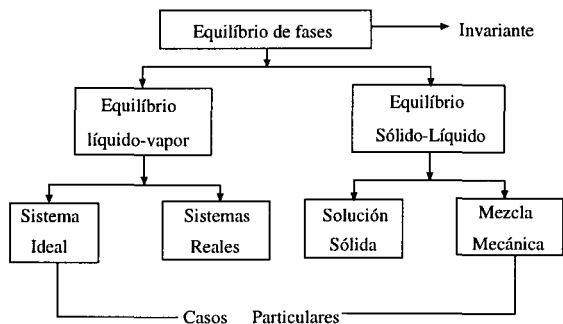 Equilíbrio de fases
Invariante
Equilíbrio
líquido-vapor
Equilíbrio
Sólido-Líquido
Sistema
Ideal
Sistemas
Reales
Solución
Sólida
Mezcla
Mecánica
Casos Particulares